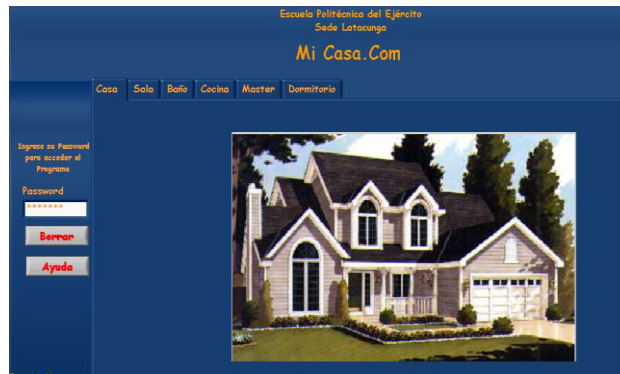 Escuela Politécnica del Ejército
Sede Latacunga
Mi Casa.Com
Casa Sala Baño Cocina Master Dormitorio
Ingrese su Password
para acceder al
Programa
Password
*******
Borrar
Ayuda